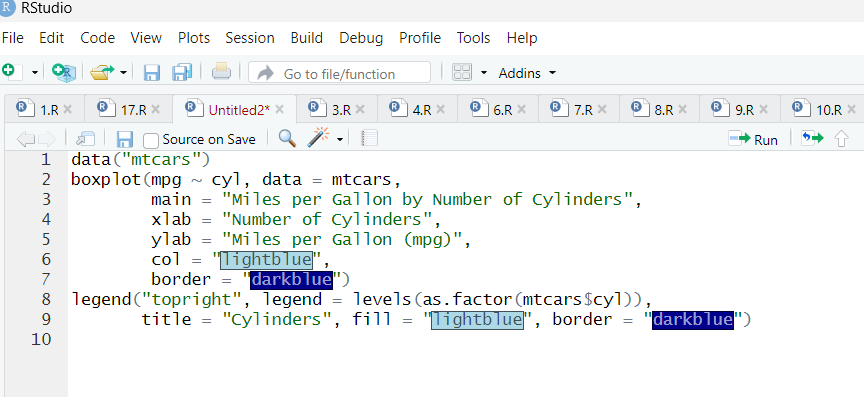 RStudio
File Edit Code View Plots Session Build Debug Profile Tools Help
Go to file/function Addins
1.R 17.R Untitled2* 3.R 4.R 6.R 7.R 8.R 9.R 10.R
Source on Save Run
1 data("mtcars")
2 boxplot(mpg ~ cyl, data = mtcars,
3 main = "Miles per Gallon by Number of Cylinders",
4 xlab = "Number of Cylinders",
5 ylab = "Miles per Gallon (mpg)",
6 col = "lightblue",
7 border = "darkblue")
8 legend("topright", legend = levels(as.factor(mtcars$cyl)),
9 title = "Cylinders", fill = "lightblue", border = "darkblue")
10